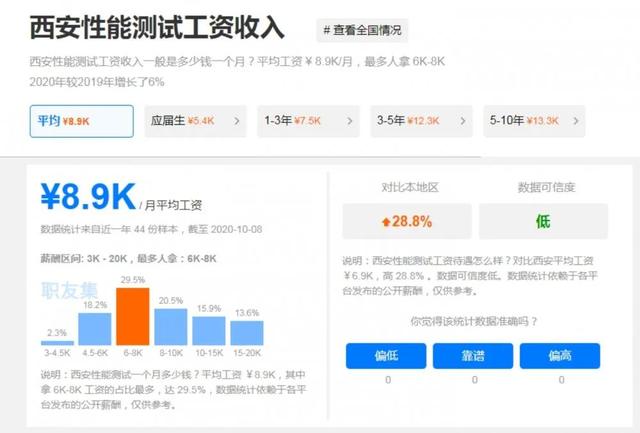 西安性能测试工资收入
# 查看全国情况
西安性能测试工资收入一般是多少钱一个月？平均工资 ¥ 8.9K/月，最多人拿 6K-8K
2020年较2019年增长了6%
平均 ¥8.9K
应届生 ¥5.4K
1-3年 ¥7.5K
3-5年 ¥12.3K
5-10年 ¥13.3K
¥8.9K / 月平均工资
数据统计来自近一年 44 份样本，截至 2020-10-08
薪酬区间: 3K - 20K，最多人拿：6K-8K
职友集
2.3%
18.2%
29.5%
20.5%
15.9%
13.6%
3-4.5K
4.5-6K
6-8K
8-10K
10-15K
15-20K
说明：西安性能测试一个月多少钱？平均工资 ¥8.9K，其中
拿 6K-8K 工资的占比最多，达 29.5%，数据统计依赖于各平
台发布的公开薪酬，仅供参考。
对比本地区
数据可信度
28.8%
低
说明：西安性能测试工资待遇怎么样？对比西安平均工资
¥6.9K，高 28.8% 。数据可信度低。数据统计依赖于各平
台发布的公开薪酬，仅供参考。
你觉得该统计数据准确吗？
偏低
靠谱
偏高
0
0
0